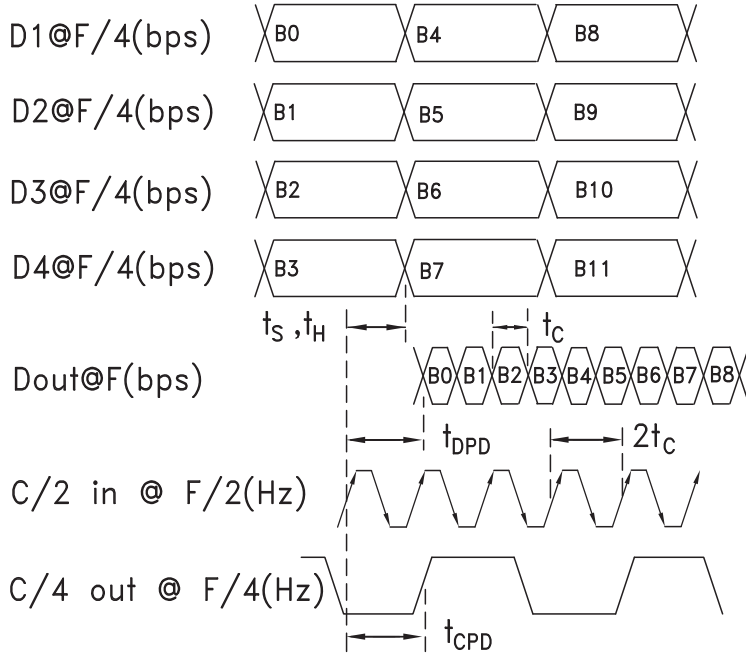 D1@F/4(bps) B0 B4 B8
D2@F/4(bps) B1 B5 B9
D3@F/4(bps) B2 B6 B10
D4@F/4(bps) B3 B7 B11
tS ,tH tC
Dout@F(bps) B0 B1 B2 B3 B4 B5 B6 B7 B8
tDPD 2tC
C/2 in @ F/2(Hz)
C/4 out @ F/4(Hz)
tCPD